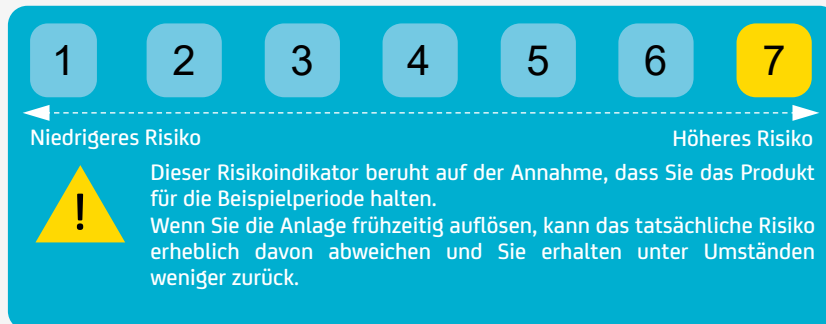 1 2 3 4 5 6 7
Niedrigeres Risiko Höheres Risiko
!
Dieser Risikoindikator beruht auf der Annahme, dass Sie das Produkt
für die Beispielperiode halten.
Wenn Sie die Anlage frühzeitig auflösen, kann das tatsächliche Risiko
erheblich davon abweichen und Sie erhalten unter Umständen
weniger zurück.